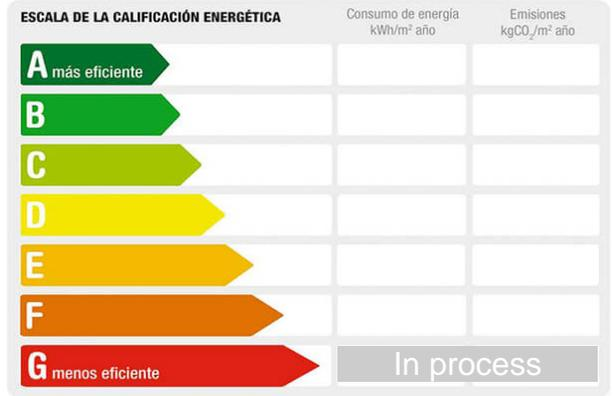 ESCALA DE LA CALIFICACIÓN ENERGÉTICA
Consumo de energía
kWh/m² año
Emisiones
kgCO₂/m² año
A más eficiente
B
C
D
E
F
G menos eficiente
In process